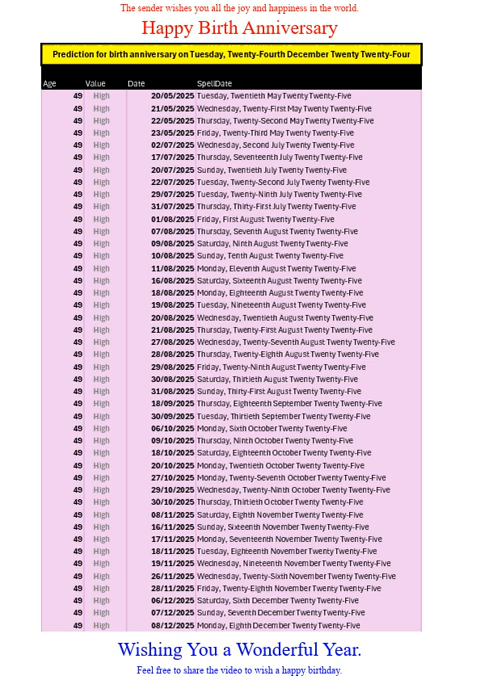 The sender wishes you all the joy and happiness in the world.
Happy Birth Anniversary
Prediction for birth anniversary on Tuesday, Twenty-Fourth December Twenty Twenty-Four
Age Value Date SpellDate
49 High 20/05/2025 Tuesday, Twentieth May Twenty Twenty-Five
49 High 21/05/2025 Wednesday, Twenty-First May Twenty Twenty-Five
49 High 22/05/2025 Thursday, Twenty-Second May Twenty Twenty-Five
49 High 23/05/2025 Friday, Twenty-Third May Twenty Twenty-Five
49 High 02/07/2025 Wednesday, Second July Twenty Twenty-Five
49 High 17/07/2025 Thursday, Seventeenth July Twenty Twenty-Five
49 High 20/07/2025 Sunday, Twentieth July Twenty Twenty-Five
49 High 22/07/2025 Tuesday, Twenty-Second July Twenty Twenty-Five
49 High 29/07/2025 Tuesday, Twenty-Ninth July Twenty Twenty-Five
49 High 31/07/2025 Thursday, Thirty-First July Twenty Twenty-Five
49 High 01/08/2025 Friday, First August Twenty Twenty-Five
49 High 07/08/2025 Thursday, Seventh August Twenty Twenty-Five
49 High 09/08/2025 Saturday, Ninth August Twenty Twenty-Five
49 High 10/08/2025 Sunday, Tenth August Twenty Twenty-Five
49 High 11/08/2025 Monday, Eleventh August Twenty Twenty-Five
49 High 16/08/2025 Saturday, Sixteenth August Twenty Twenty-Five
49 High 18/08/2025 Monday, Eighteenth August Twenty Twenty-Five
49 High 19/08/2025 Tuesday, Nineteenth August Twenty Twenty-Five
49 High 20/08/2025 Wednesday, Twentieth August Twenty Twenty-Five
49 High 21/08/2025 Thursday, Twenty-First August Twenty Twenty-Five
49 High 27/08/2025 Wednesday, Twenty-Seventh August Twenty Twenty-Five
49 High 28/08/2025 Thursday, Twenty-Eighth August Twenty Twenty-Five
49 High 29/08/2025 Friday, Twenty-Ninth August Twenty Twenty-Five
49 High 30/08/2025 Saturday, Thirtieth August Twenty Twenty-Five
49 High 31/08/2025 Sunday, Thirty-First August Twenty Twenty-Five
49 High 18/09/2025 Thursday, Eighteenth September Twenty Twenty-Five
49 High 30/09/2025 Tuesday, Thirtieth September Twenty Twenty-Five
49 High 06/10/2025 Monday, Sixth October Twenty Twenty-Five
49 High 09/10/2025 Thursday, Ninth October Twenty Twenty-Five
49 High 18/10/2025 Saturday, Eighteenth October Twenty Twenty-Five
49 High 20/10/2025 Monday, Twentieth October Twenty Twenty-Five
49 High 27/10/2025 Monday, Twenty-Seventh October Twenty Twenty-Five
49 High 29/10/2025 Wednesday, Twenty-Ninth October Twenty Twenty-Five
49 High 30/10/2025 Thursday, Thirtieth October Twenty Twenty-Five
49 High 08/11/2025 Saturday, Eighth November Twenty Twenty-Five
49 High 16/11/2025 Sunday, Sixteenth November Twenty Twenty-Five
49 High 17/11/2025 Monday, Seventeenth November Twenty Twenty-Five
49 High 18/11/2025 Tuesday, Eighteenth November Twenty Twenty-Five
49 High 19/11/2025 Wednesday, Nineteenth November Twenty Twenty-Five
49 High 26/11/2025 Wednesday, Twenty-Sixth November Twenty Twenty-Five
49 High 28/11/2025 Friday, Twenty-Eighth November Twenty Twenty-Five
49 High 06/12/2025 Saturday, Sixth December Twenty Twenty-Five
49 High 07/12/2025 Sunday, Seventh December Twenty Twenty-Five
49 High 08/12/2025 Monday, Eighth December Twenty Twenty-Five
Wishing You a Wonderful Year.
Feel free to share the video to wish a happy birthday.